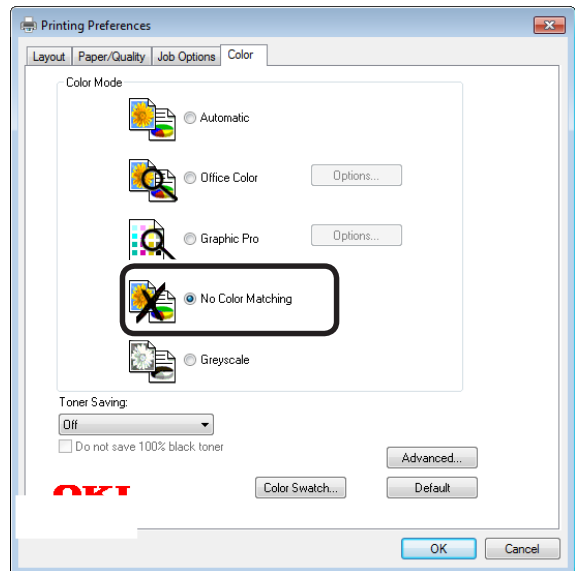 Printing Preferences
Layout Paper/Quality Job Options Color
Color Mode
Automatic
Office Color Options...
Graphic Pro Options...
No Color Matching
Greyscale
Toner Saving:
Off
Do not save 100% black toner
Advanced...
OKI Color Swatch... Default
OK Cancel